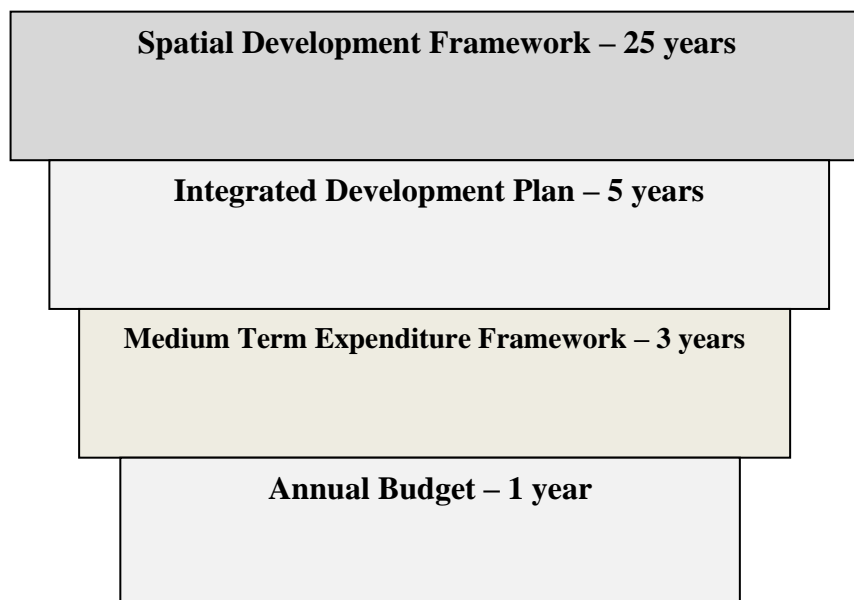 Spatial Development Framework – 25 years
Integrated Development Plan – 5 years
Medium Term Expenditure Framework – 3 years
Annual Budget – 1 year